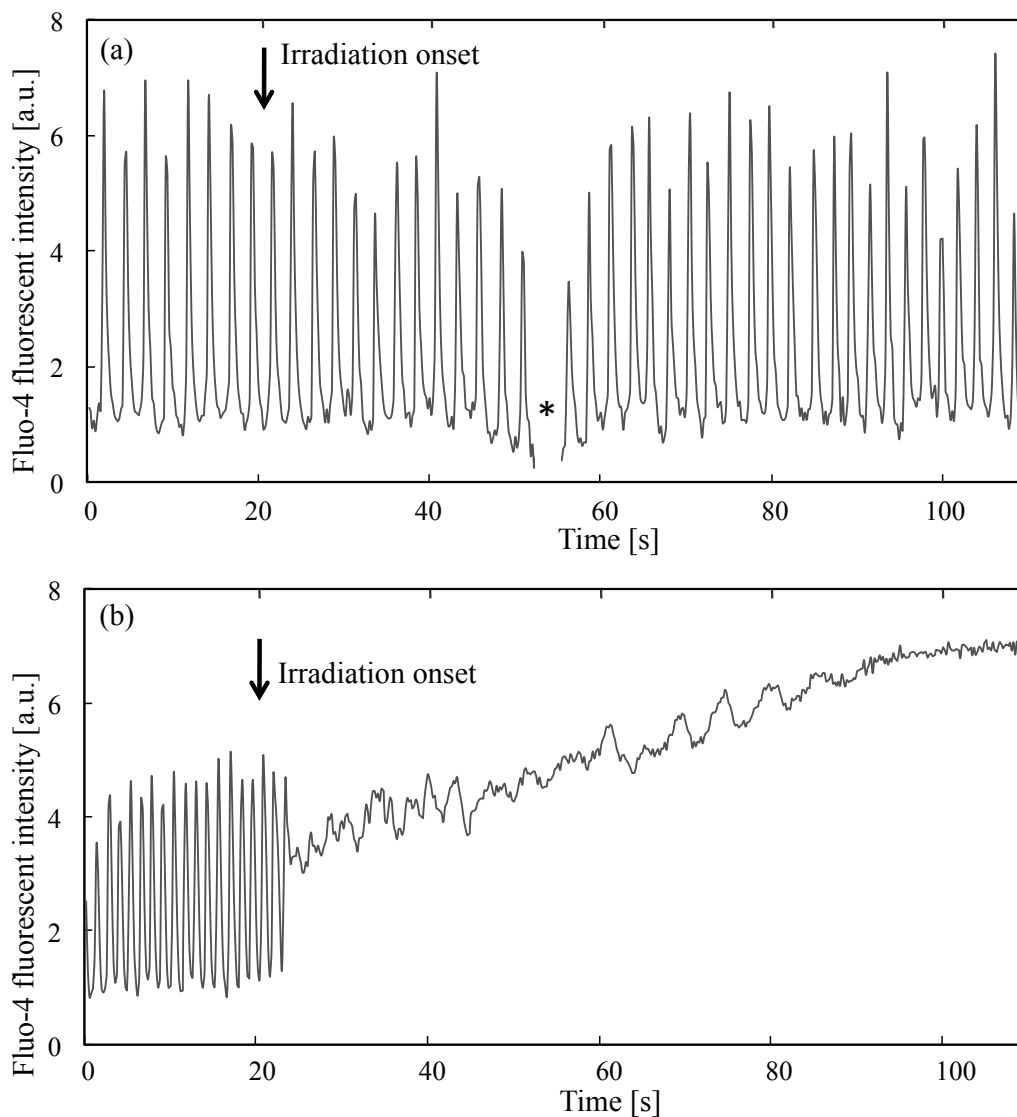 (a)
Irradiation onset
Fluo-4 fluorescent intensity [a.u.]
8
6
4
2
0
*
0 20 40 60 80 100
Time [s]
(b)
Irradiation onset
Fluo-4 fluorescent intensity [a.u.]
8
6
4
2
0
0 20 40 60 80 100
Time [s]